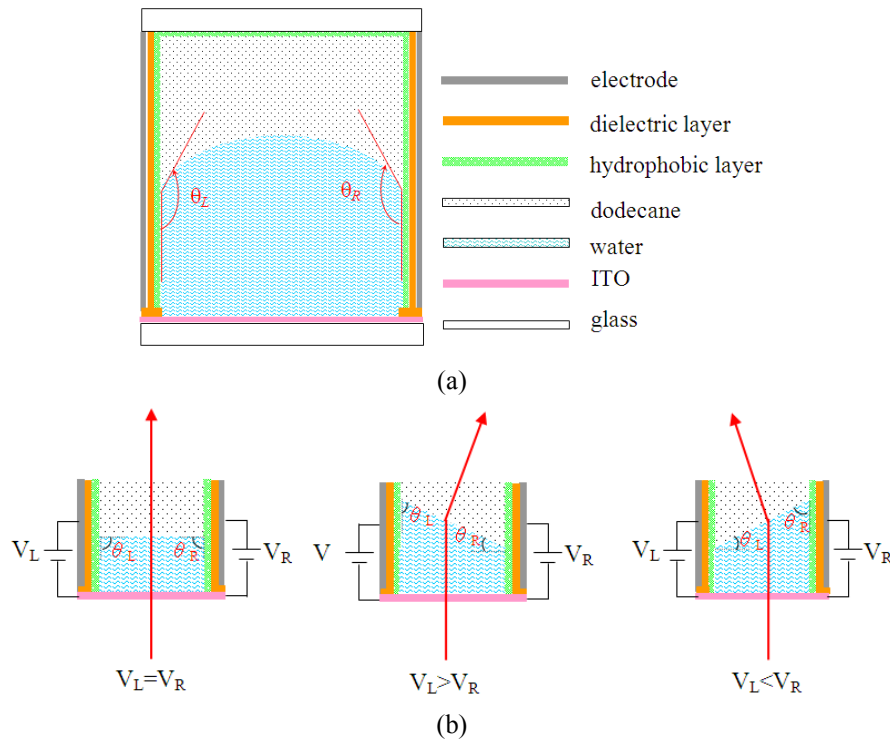 electrode
dielectric layer
hydrophobic layer
dodecane
water
ITO
glass
θL θR
(a)
VL θL θR VR
V θL θR VR
VL θL θR VR
VL=VR VL>VR VL<VR
(b)